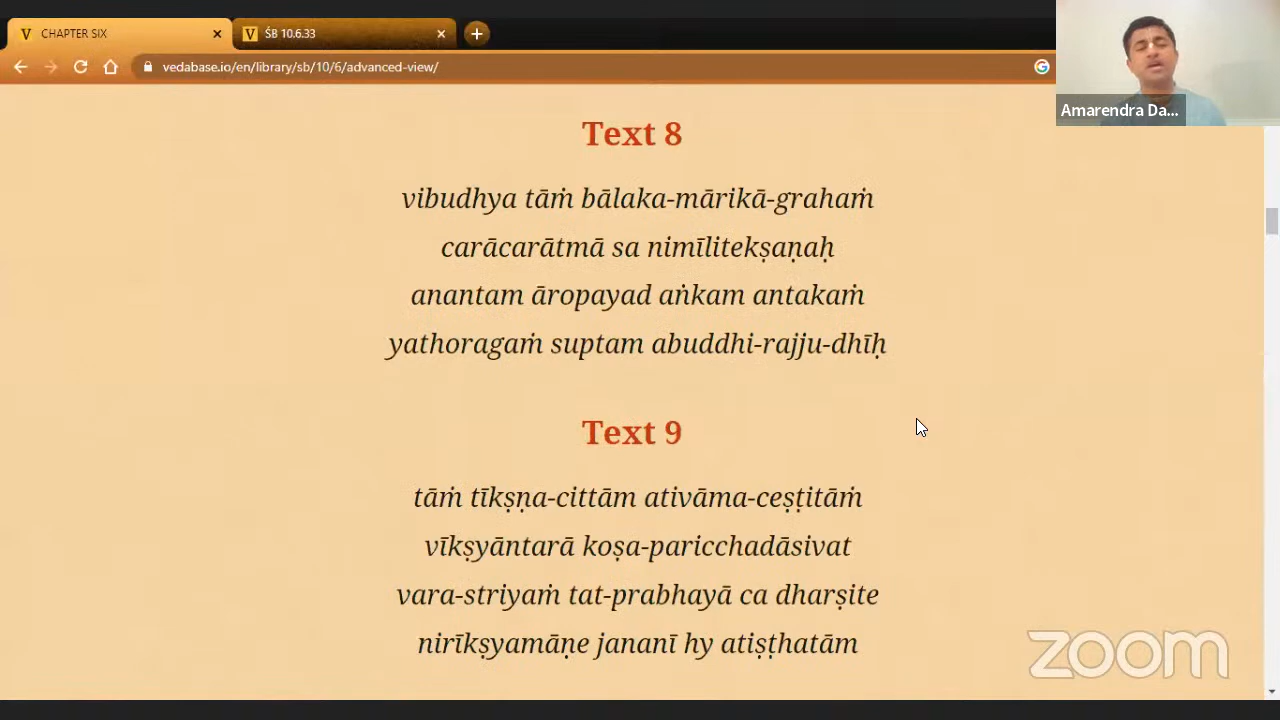 CHAPTER SIX
ŚB 10.6.33
vedabase.io/en/library/sb/10/6/advanced-view/
Amarendra Da...
Text 8
vibudhya tāṁ bālaka-mārikā-grahaṁ
carācarātmā sa nimīlitekṣaṇaḥ
anantam āropayad aṅkam antakaṁ
yathoragaṁ suptam abuddhi-rajju-dhīḥ
Text 9
tāṁ tīkṣṇa-cittām ativāma-ceṣṭitāṁ
vīkṣyāntarā koṣa-paricchadāsivat
vara-striyaṁ tat-prabhayā ca dharṣite
nirīkṣyamāṇe jananī hy atiṣṭhatām
zoom